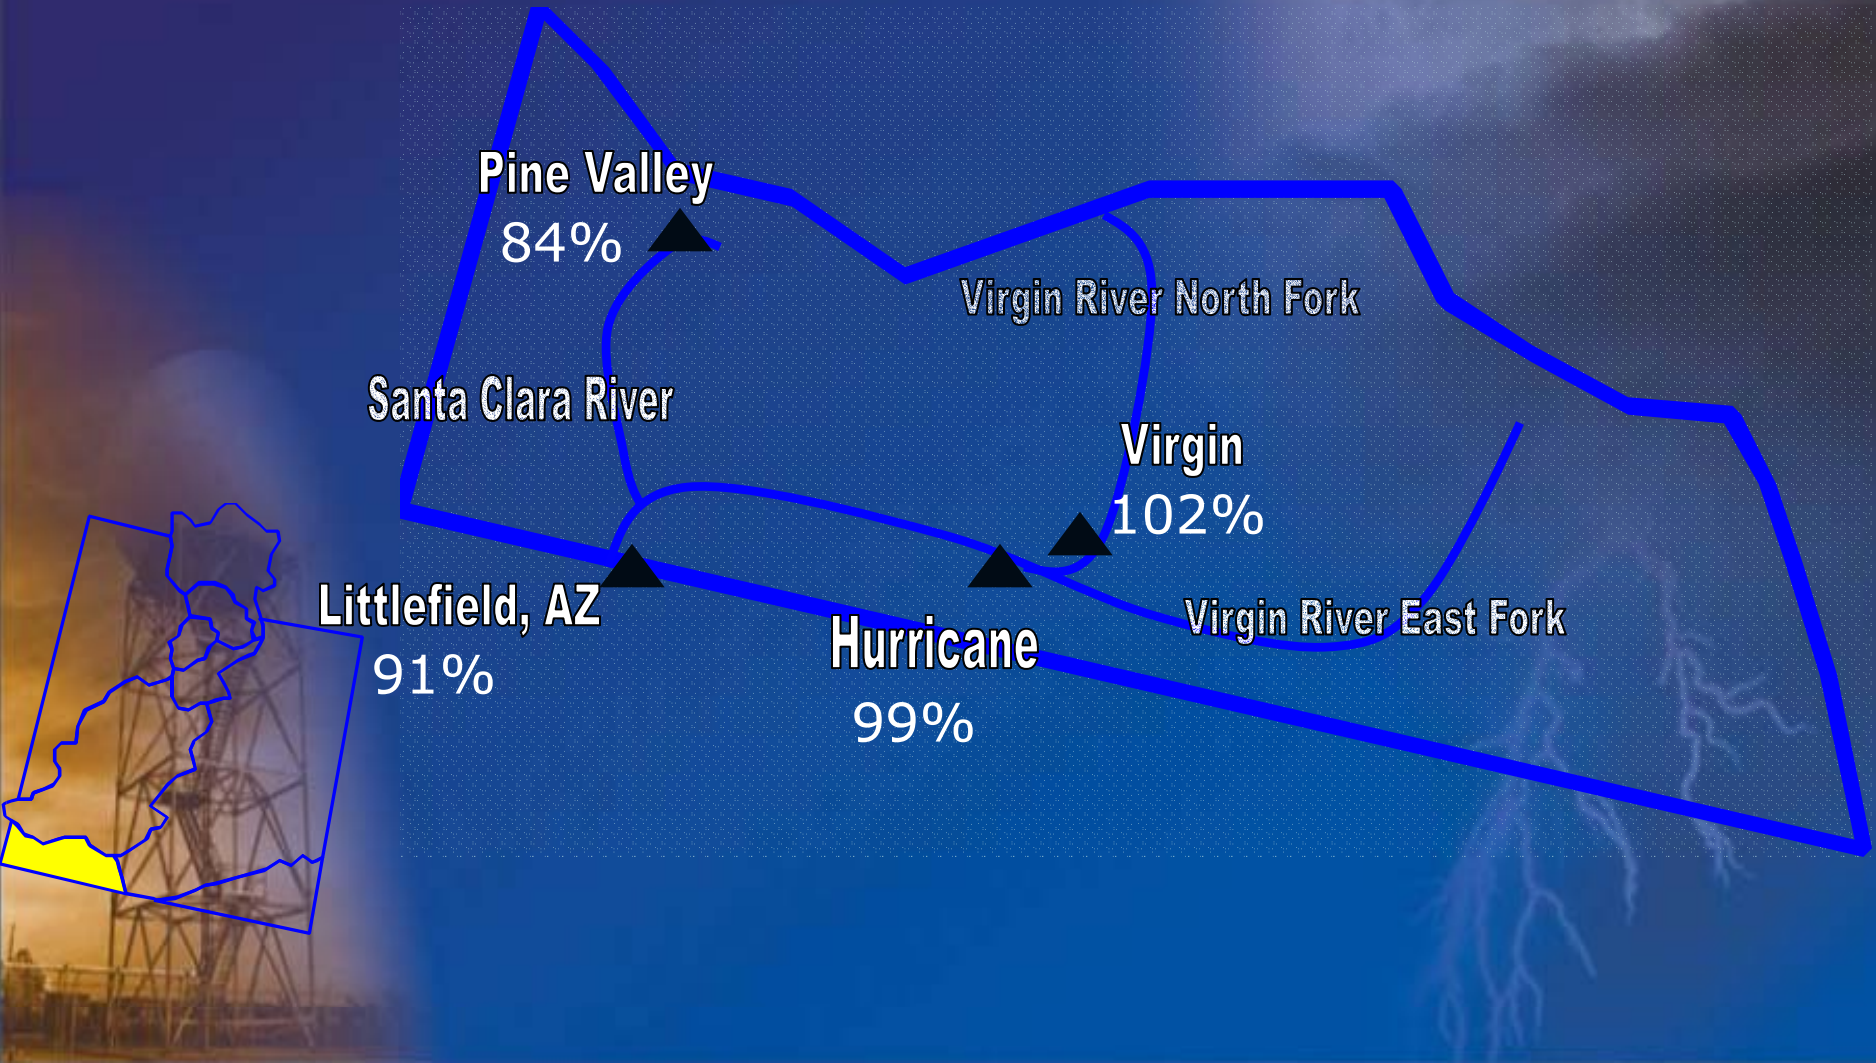 Pine Valley
84%
Virgin River North Fork
Santa Clara River
Virgin
102%
Littlefield, AZ
91%
Hurricane
99%
Virgin River East Fork